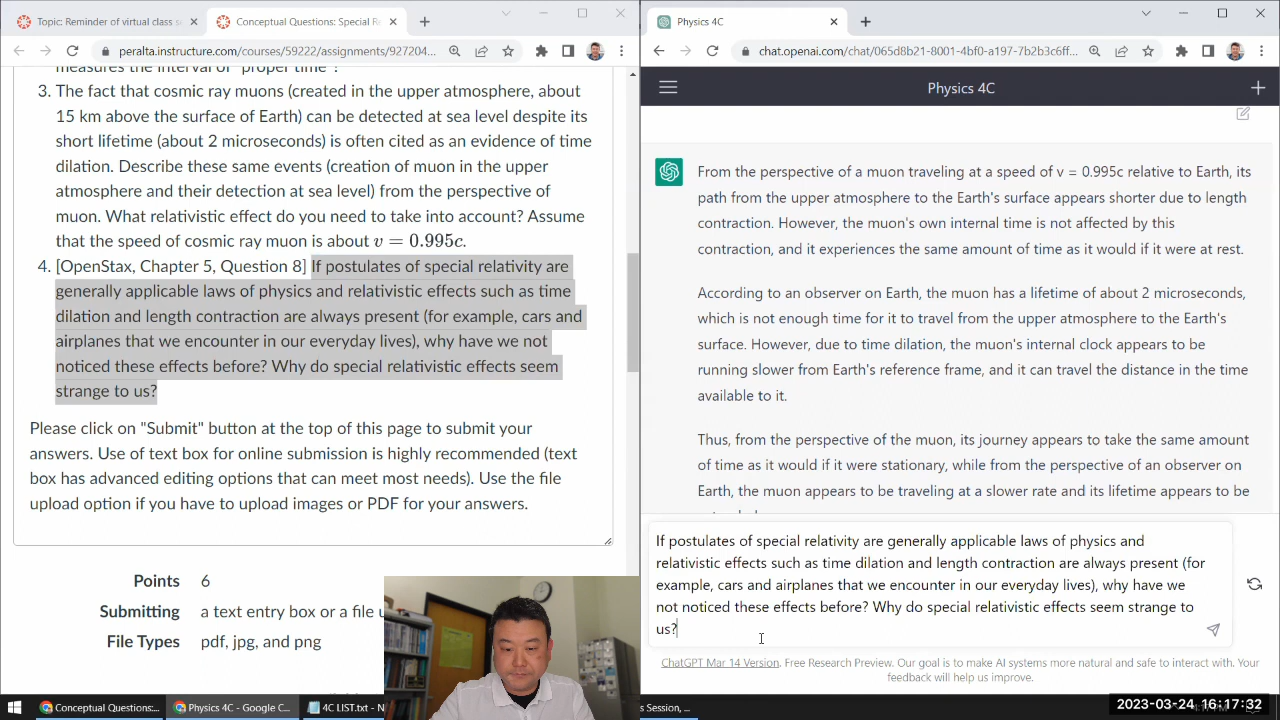 Topic: Reminder of virtual class s
Conceptual Questions: Special Re
peralta.instructure.com/courses/59222/assignments/927204...
measures the interval of "proper time"?
3. The fact that cosmic ray muons (created in the upper atmosphere, about
15 km above the surface of Earth) can be detected at sea level despite its
short lifetime (about 2 microseconds) is often cited as an evidence of time
dilation. Describe these same events (creation of muon in the upper
atmosphere and their detection at sea level) from the perspective of
muon. What relativistic effect do you need to take into account? Assume
that the speed of cosmic ray muon is about v = 0.995c.
4. [OpenStax, Chapter 5, Question 8] If postulates of special relativity are
generally applicable laws of physics and relativistic effects such as time
dilation and length contraction are always present (for example, cars and
airplanes that we encounter in our everyday lives), why have we not
noticed these effects before? Why do special relativistic effects seem
strange to us?
Please click on "Submit" button at the top of this page to submit your
answers. Use of text box for online submission is highly recommended (text
box has advanced editing options that can meet most needs). Use the file
upload option if you have to upload images or PDF for your answers.
Points 6
Submitting a text entry box or a file u
File Types pdf, jpg, and png
Physics 4C
chat.openai.com/chat/065d8b21-8001-4bf0-a197-7b2b3c6ff...
Physics 4C
From the perspective of a muon traveling at a speed of v = 0.995c relative to Earth, its
path from the upper atmosphere to the Earth's surface appears shorter due to length
contraction. However, the muon's own internal time is not affected by this
contraction, and it experiences the same amount of time as it would if it were at rest.
According to an observer on Earth, the muon has a lifetime of about 2 microseconds,
which is not enough time for it to travel from the upper atmosphere to the Earth's
surface. However, due to time dilation, the muon's internal clock appears to be
running slower from Earth's reference frame, and it can travel the distance in the time
available to it.
Thus, from the perspective of the muon, its journey appears to take the same amount
of time as it would if it were stationary, while from the perspective of an observer on
Earth, the muon appears to be traveling at a slower rate and its lifetime appears to be
If postulates of special relativity are generally applicable laws of physics and
relativistic effects such as time dilation and length contraction are always present (for
example, cars and airplanes that we encounter in our everyday lives), why have we
not noticed these effects before? Why do special relativistic effects seem strange to
us?
ChatGPT Mar 14 Version. Free Research Preview. Our goal is to make AI systems more natural and safe to interact with. Your
feedback will help us improve.
Conceptual Questions:...
Physics 4C - Google C...
4C LIST.txt - N
s Session, ...
2023-03-24 16:17:32